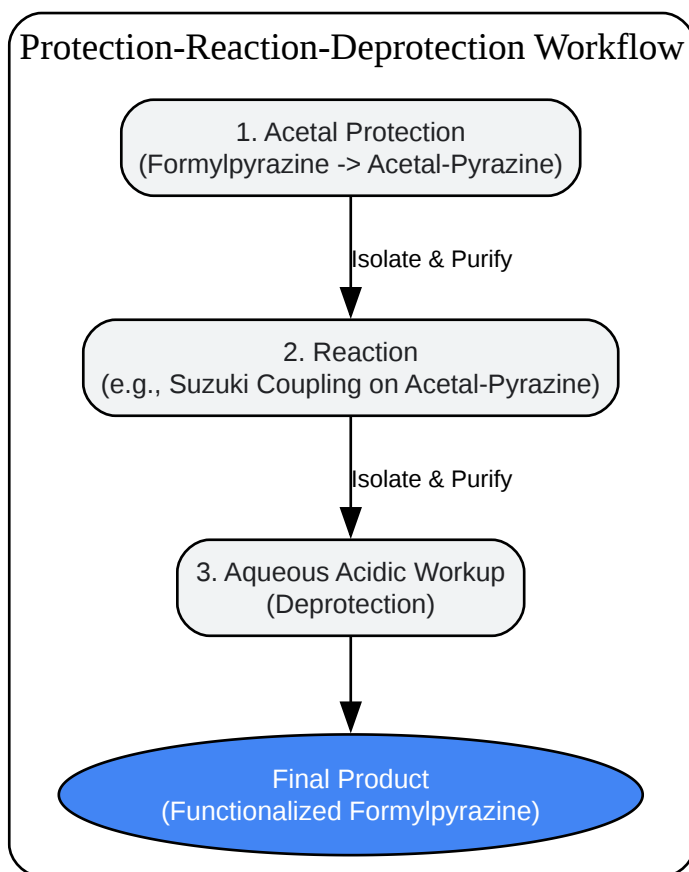 Protection-Reaction-Deprotection Workflow
1. Acetal Protection
(Formylpyrazine -> Acetal-Pyrazine)
Isolate & Purify
2. Reaction
(e.g., Suzuki Coupling on Acetal-Pyrazine)
Isolate & Purify
3. Aqueous Acidic Workup
(Deprotection)
Final Product
(Functionalized Formylpyrazine)